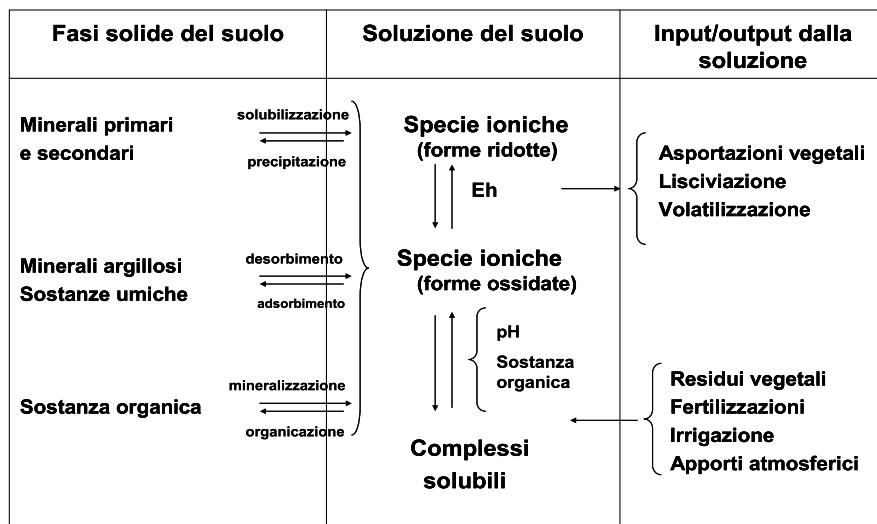 Fasi solide del suolo
Soluzione del suolo
Input/output dalla
soluzione
Minerali primari
e secondari
solubilizzazione
precipitazione
Minerali argillosi
Sostanze umiche
desorbimento
adsorbimento
Sostanza organica
mineralizzazione
organicazione
Specie ioniche
(forme ridotte)
Eh
Specie ioniche
(forme ossidate)
pH
Sostanza
organica
Complessi
solubili
Asportazioni vegetali
Lisciviazione
Volatilizzazione
Residui vegetali
Fertilizzazioni
Irrigazione
Apporti atmosferici